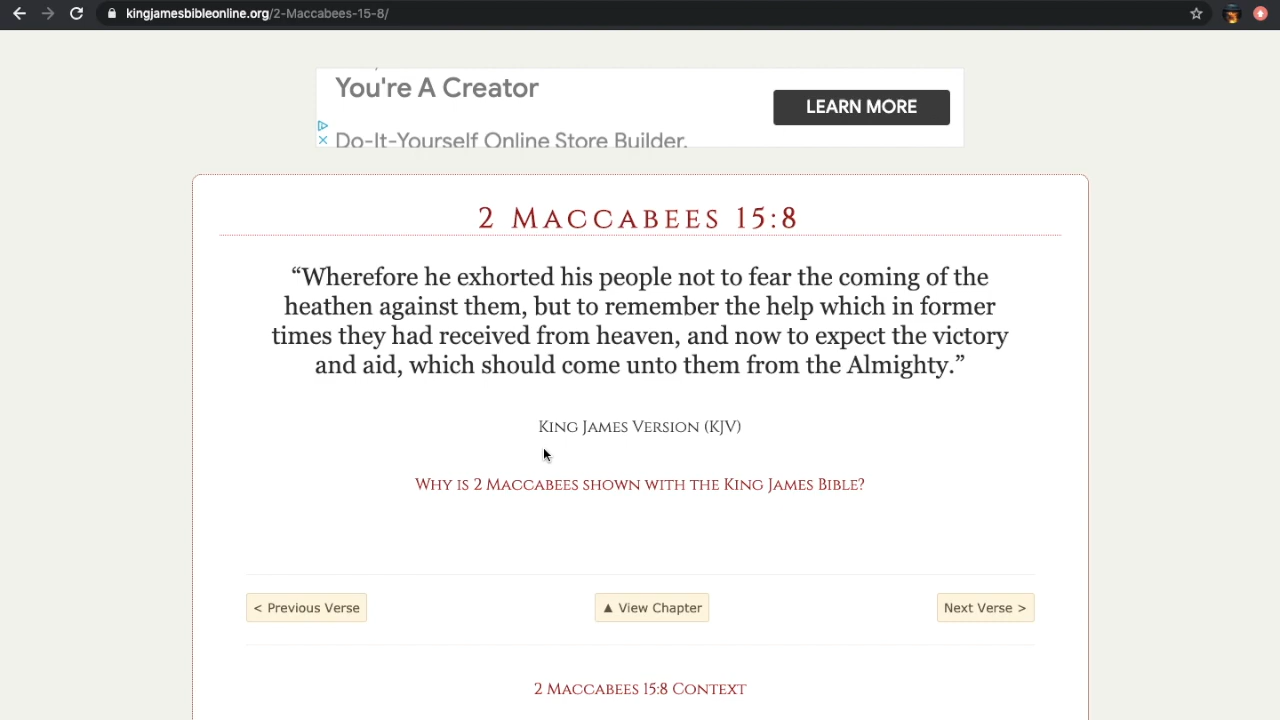 kingjamesbibleonline.org/2-Maccabees-15-8/
You're A Creator
LEARN MORE
Do-It-Yourself Online Store Builder.
2 Maccabees 15:8
“Wherefore he exhorted his people not to fear the coming of the
heathen against them, but to remember the help which in former
times they had received from heaven, and now to expect the victory
and aid, which should come unto them from the Almighty.”
King James Version (KJV)
Why is 2 Maccabees shown with the King James Bible?
< Previous Verse
▲ View Chapter
Next Verse >
2 Maccabees 15:8 Context